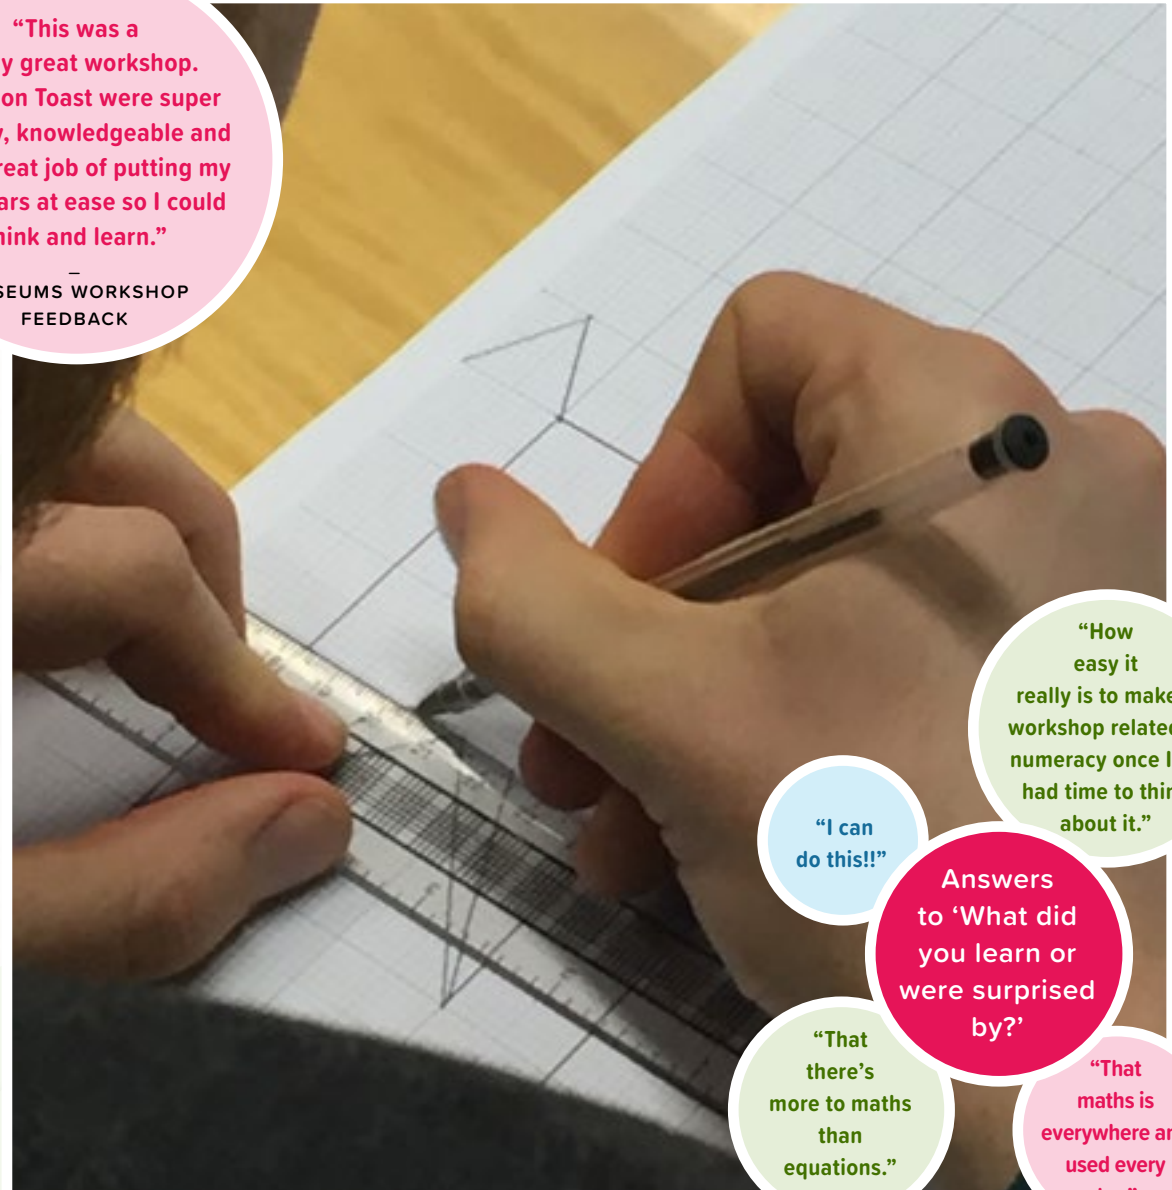 “This was a
y great workshop.
on Toast were super
, knowledgeable and
reat job of putting my
ars at ease so I could
ink and learn.”
–
SEUMS WORKSHOP
FEEDBACK
“How
easy it
really is to make
workshop related
numeracy once I
had time to thin
about it.”
“I can
do this!!”
Answers
to ‘What did
you learn or
were surprised
by?’
“That
there’s
more to maths
than
equations.”
“That
maths is
everywhere an
used every